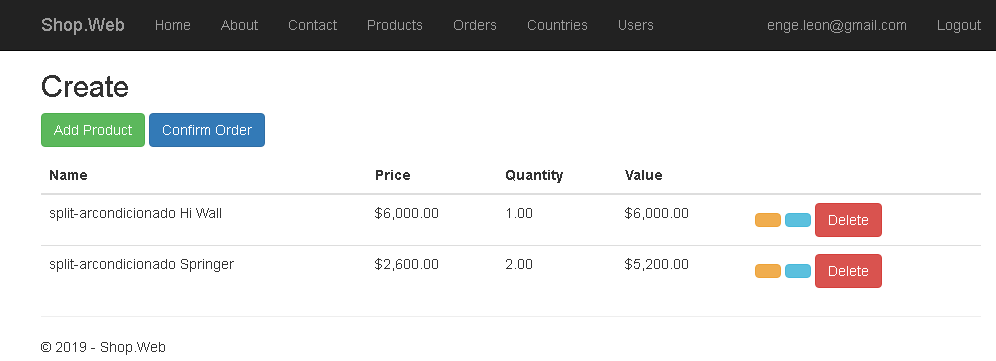 Shop.Web Home About Contact Products Orders Countries Users enge.leon@gmail.com Logout
Create
Add Product Confirm Order
Name Price Quantity Value
split-arcondicionado Hi Wall $6,000.00 1.00 $6,000.00 Delete
split-arcondicionado Springer $2,600.00 2.00 $5,200.00 Delete
© 2019 - Shop.Web